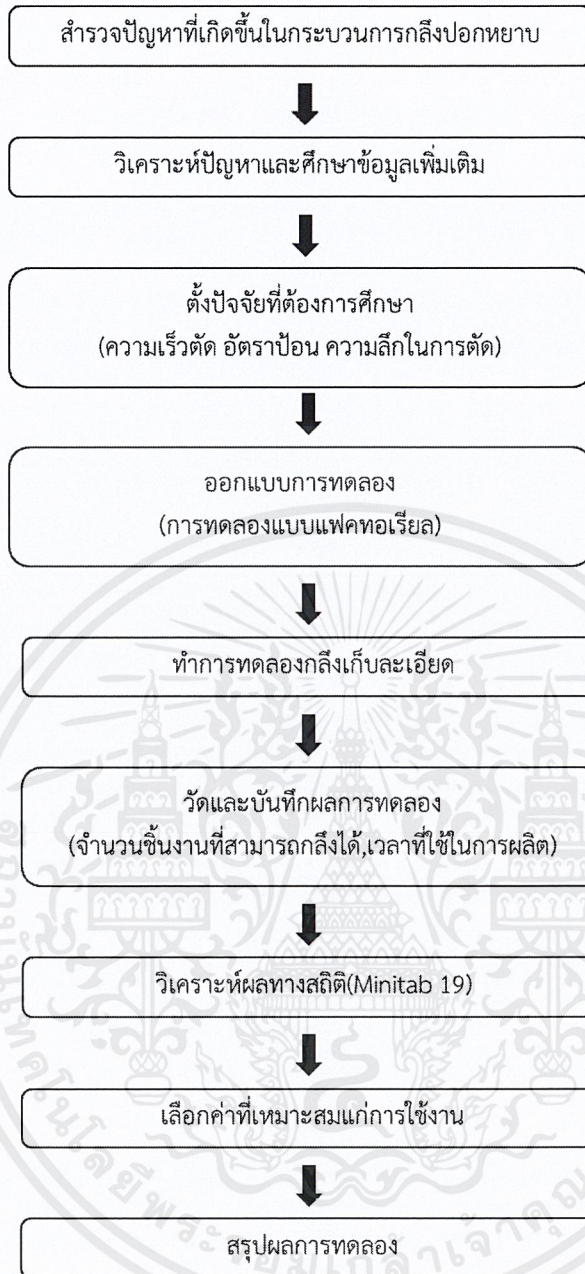 สำรวจปัญหาที่เกิดขึ้นในกระบวนการกลึงปอกหยาบ
วิเคราะห์ปัญหาและศึกษาข้อมูลเพิ่มเติม
ตั้งปัจจัยที่ต้องการศึกษา
(ความเร็วตัด อัตราป้อน ความลึกในการตัด)
ออกแบบการทดลอง
(การทดลองแบบแฟคทอเรียล)
ทำการทดลองกลึงเก็บละเอียด
วัดและบันทึกผลการทดลอง
(จำนวนชิ้นงานที่สามารถกลึงได้,เวลาที่ใช้ในการผลิต)
วิเคราะห์ผลทางสถิติ(Minitab 19)
เลือกค่าที่เหมาะสมแก่การใช้งาน
สรุปผลการทดลอง